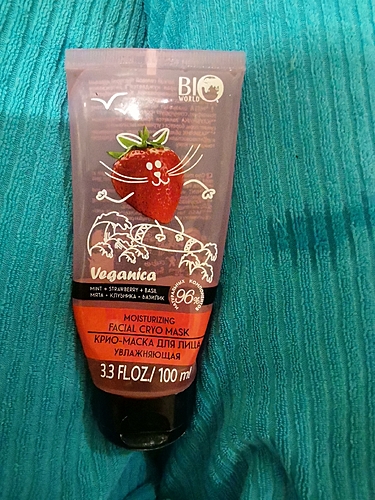 BIO
WORLD
Veganica
MINT + STRAWBERRY + BASIL
МЯТА • КЛУБНИКА • БАЗИЛИК
96%
MOISTURIZING
FACIAL CRYO MASK
КРИО-МАСКА ДЛЯ ЛИЦА
УВЛАЖНЯЮЩАЯ
3.3 FL.OZ./ 100 ml